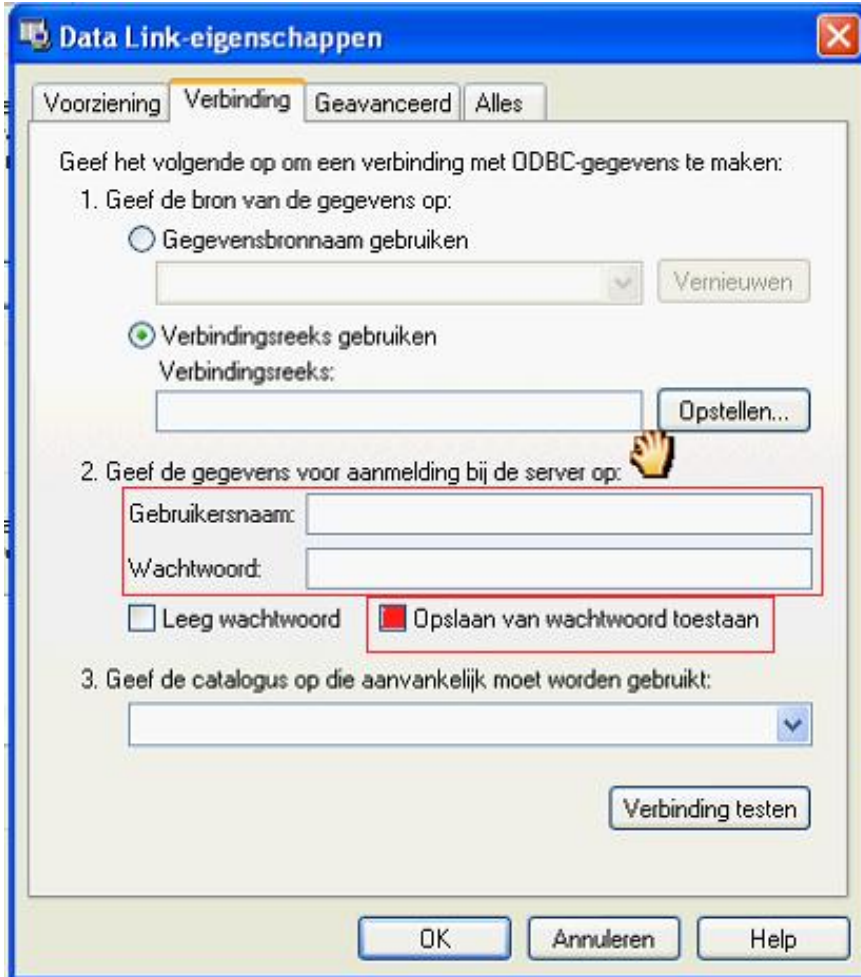 Data Link-eigenschappen
Voorziening Verbinding Geavanceerd Alles
Geef het volgende op om een verbinding met ODBC-gegevens te maken:
1. Geef de bron van de gegevens op:
Gegevensbronnaam gebruiken
Vernieuwen
Verbindingsreeks gebruiken
Verbindingsreeks:
Opstellen...
2. Geef de gegevens voor aanmelding bij de server op:
Gebruikersnaam:
Wachtwoord:
Leeg wachtwoord Opslaan van wachtwoord toestaan
3. Geef de catalogus op die aanvankelijk moet worden gebruikt:
Verbinding testen
OK Annuleren Help